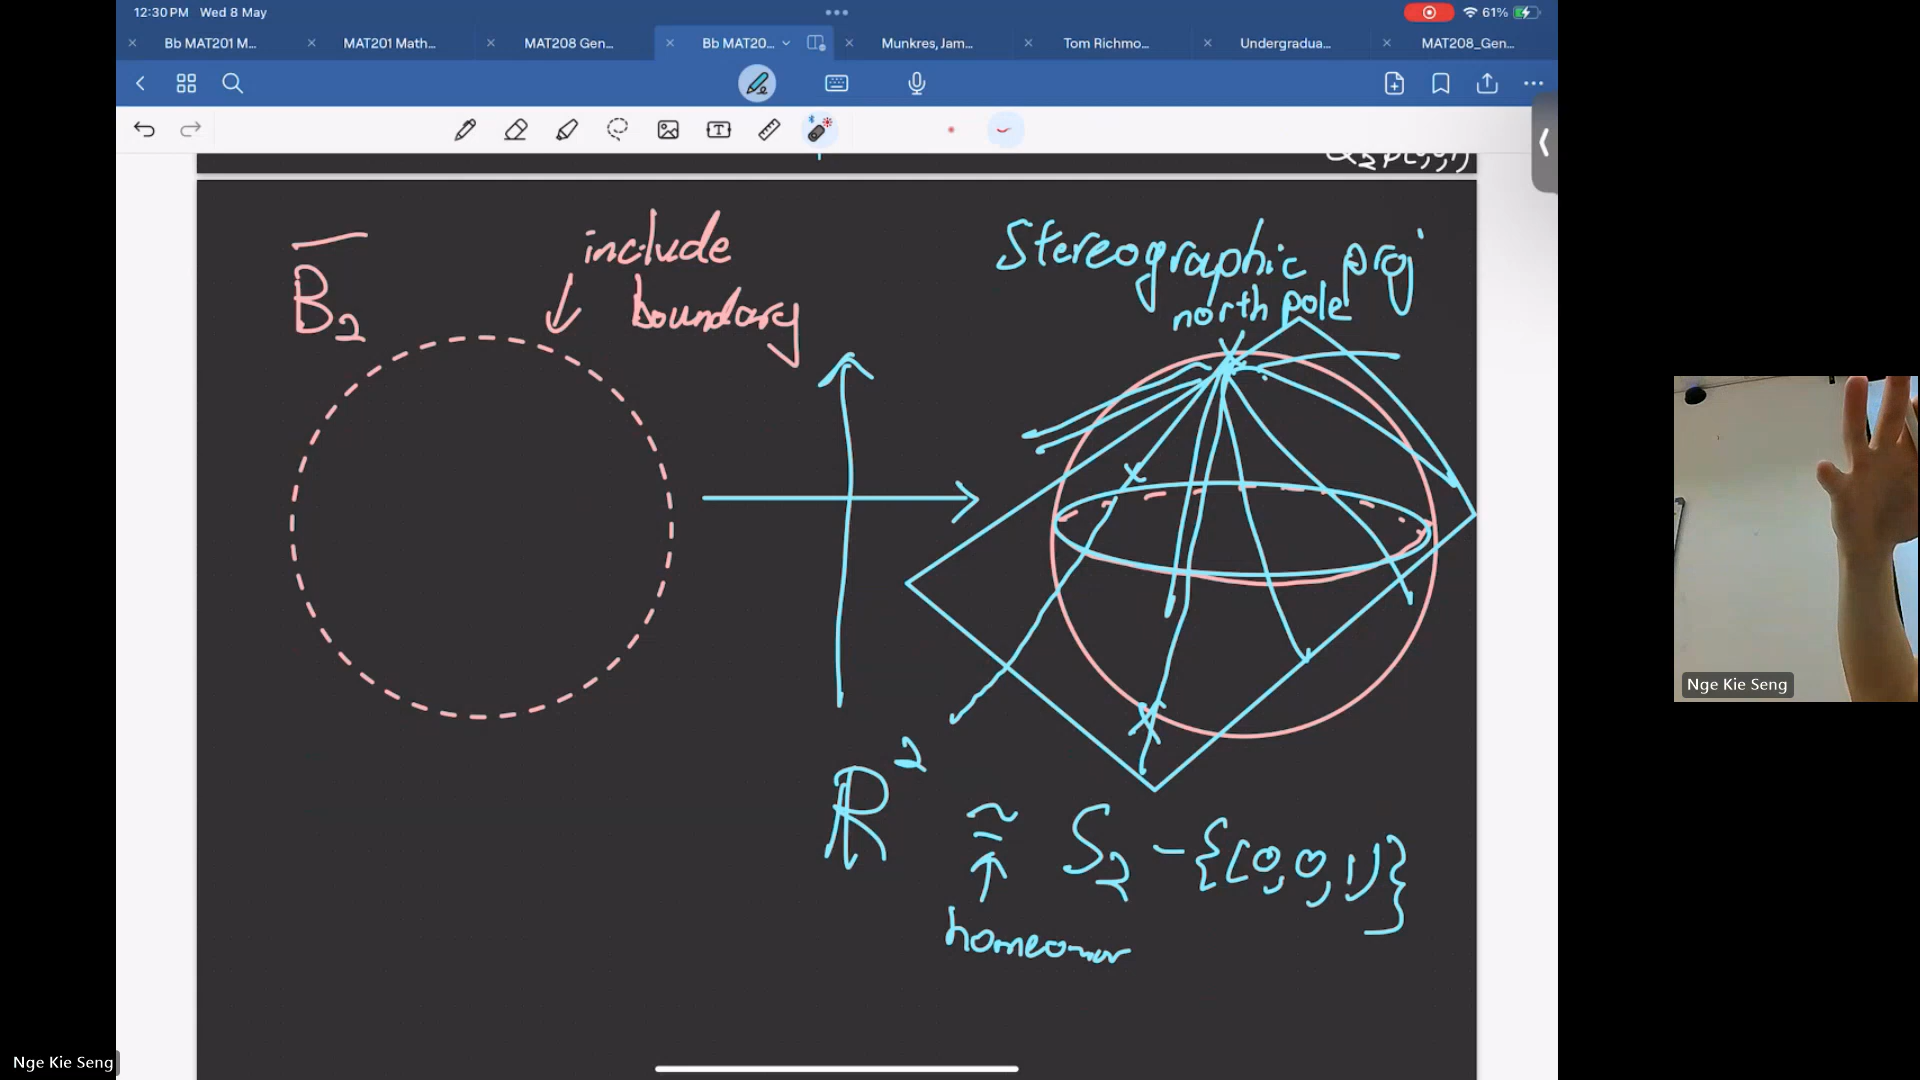 12:30 PM Wed 8 May
61%
Bb MAT201 M...
MAT201 Math...
MAT208 Gen...
Bb MAT20...
Munkres, Jam...
Tom Richmo...
Undergradua...
MAT208_Gen...
B₂
include
boundary
Stereographic proj
north pole
ℝ² ≅ S₂ - {(0,0,1)}
homeomor
Nge Kie Seng
Nge Kie Seng